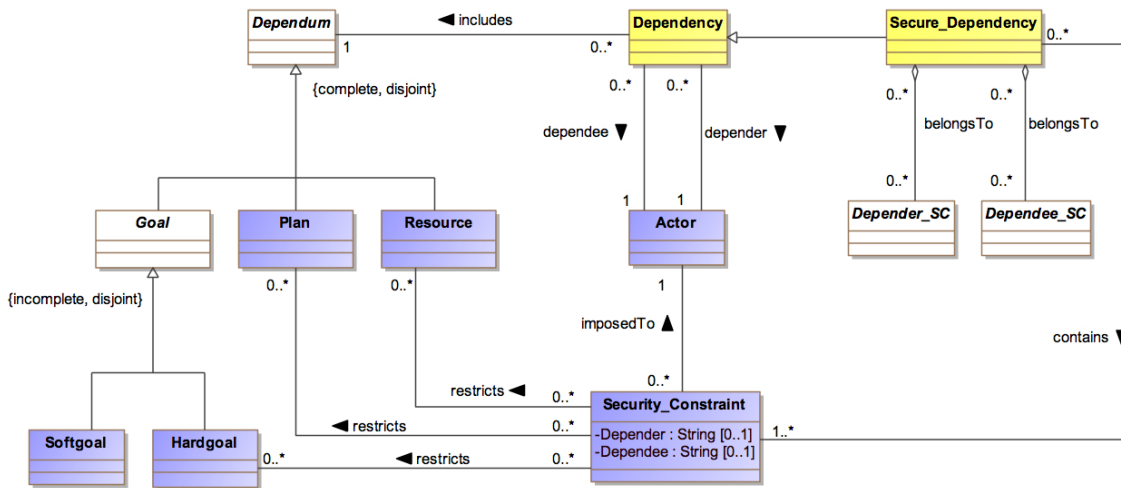 Dependum
1
◄ includes
0..*
Dependency
Secure_Dependency
0..*
{complete, disjoint}
0..*
0..*
dependee ▼
depender ▼
1
1
0..*
0..*
belongsTo
belongsTo
0..*
0..*
Goal
Plan
Resource
Actor
Depender_SC
Dependee_SC
{incomplete, disjoint}
0..*
0..*
1
imposedTo ▲
contains ▼
0..*
restricts ◄
0..*
◄ restricts
0..*
Security_Constraint
-Depender : String [0..1]
-Dependee : String [0..1]
1..*
Softgoal
Hardgoal
0..*
◄ restricts
0..*